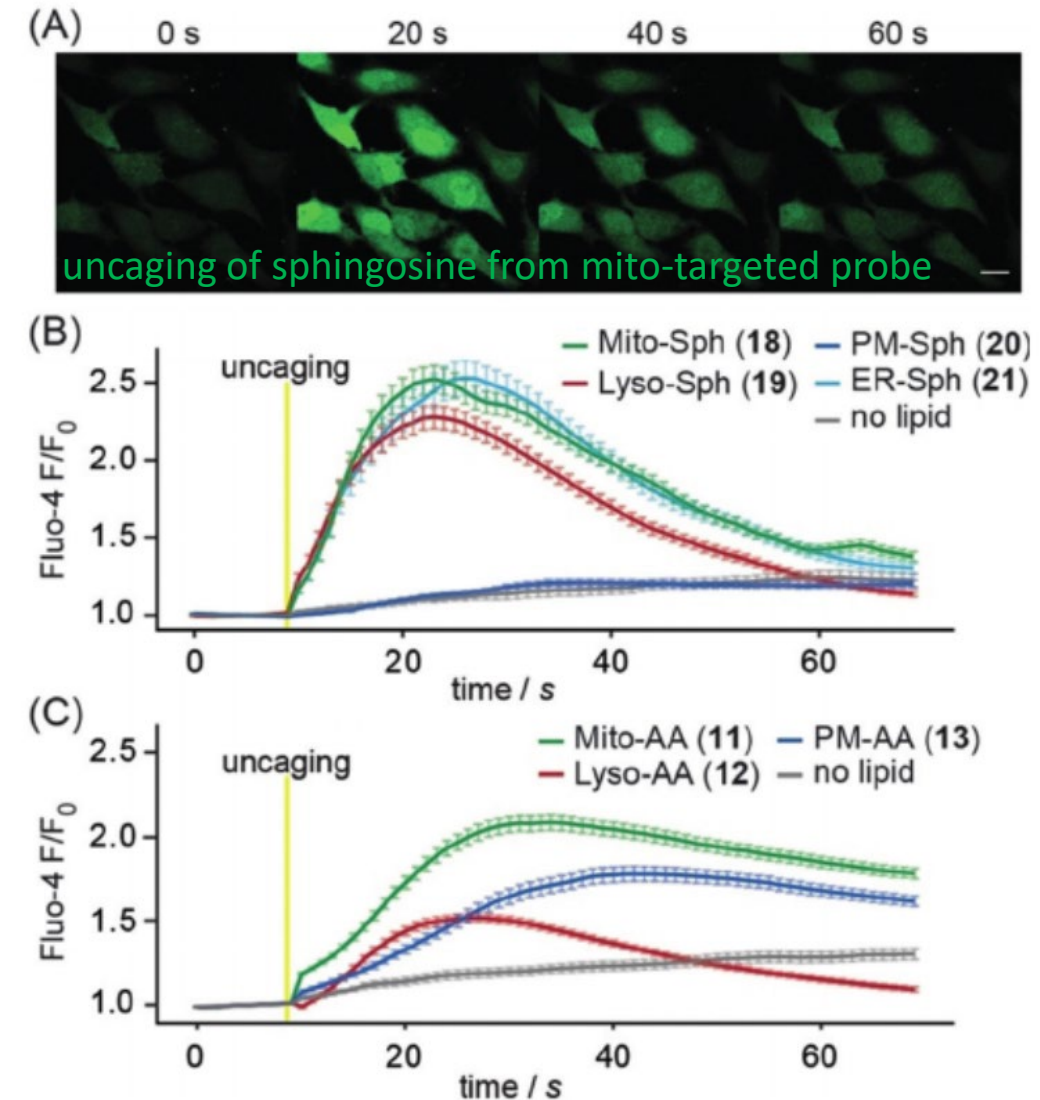 (A)
0 s 20 s 40 s 60 s
uncaging of sphingosine from mito-targeted probe
(B)
Mito-Sph (18) PM-Sph (20)
Lyso-Sph (19) ER-Sph (21)
no lipid
uncaging
Fluo-4 F/F0
2.5
2.0
1.5
1.0
0 20 40 60
time / s
(C)
Mito-AA (11) PM-AA (13)
Lyso-AA (12) no lipid
uncaging
Fluo-4 F/F0
2.5
2.0
1.5
1.0
0 20 40 60
time / s